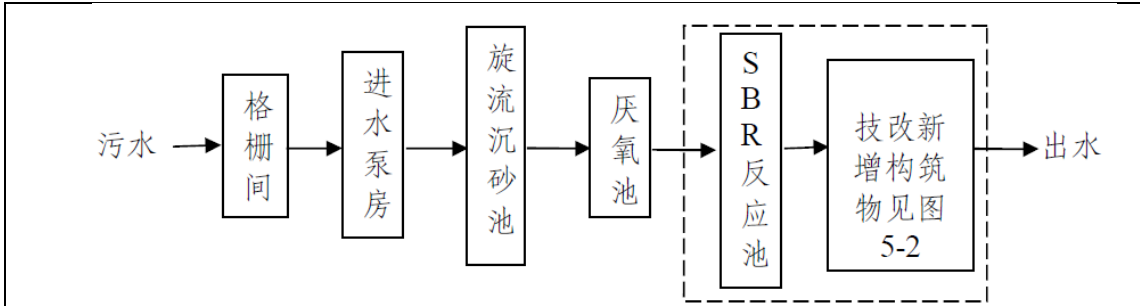 污水
格栅间
进水泵房
旋流沉砂池
厌氧池
SBR反应池
技改新
增构筑
物见图
5-2
出水